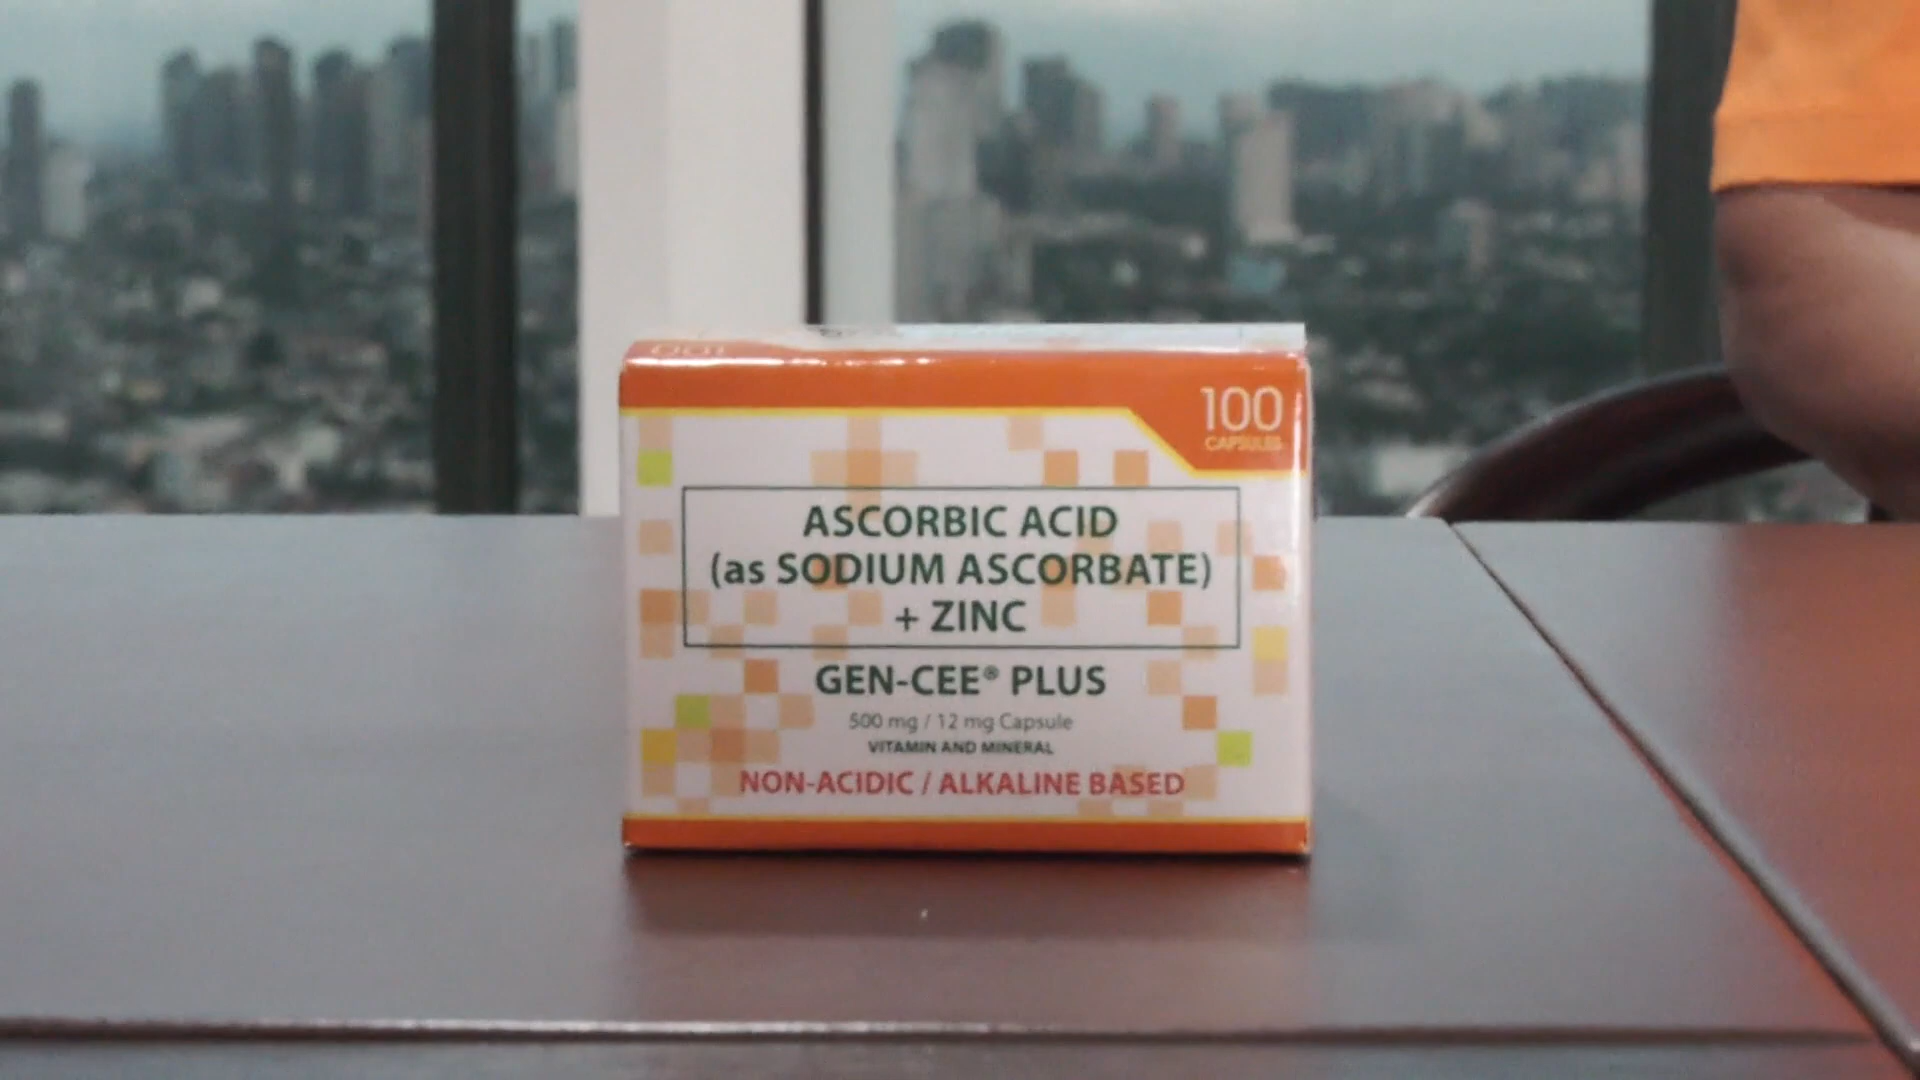 100
CAPSULES
ASCORBIC ACID
(as SODIUM ASCORBATE)
+ ZINC
GEN-CEE® PLUS
500 mg / 12 mg Capsule
VITAMIN AND MINERAL
NON-ACIDIC / ALKALINE BASED